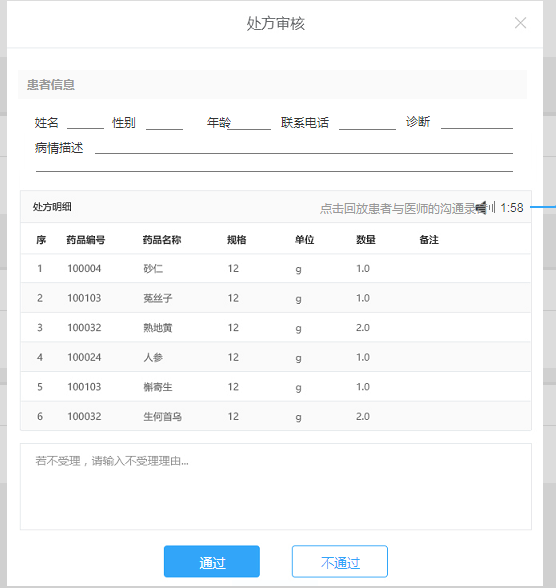 处方审核
患者信息
姓名 性别 年龄 联系电话 诊断
病情描述
处方明细 点击回放患者与医师的沟通录 1:58
序 药品编号 药品名称 规格 单位 数量 备注
1 100004 砂仁 12 g 1.0
2 100103 菟丝子 12 g 1.0
3 100032 熟地黄 12 g 2.0
4 100024 人参 12 g 1.0
5 100103 槲寄生 12 g 1.0
6 100032 生何首乌 12 g 2.0
若不受理，请输入不受理理由...
通过 不通过